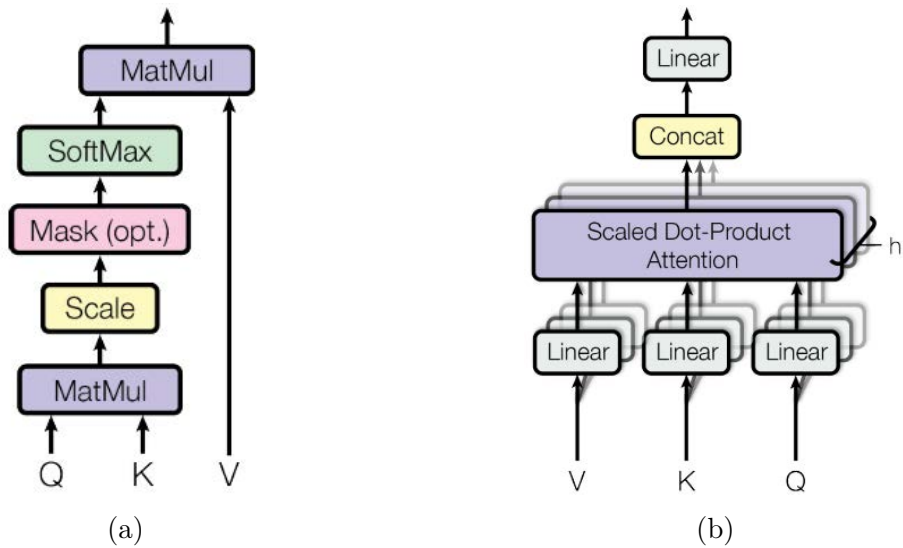 MatMul
SoftMax
Mask (opt.)
Scale
MatMul
Q K V
(a)
Linear
Concat
Scaled Dot-Product
Attention
h
Linear Linear Linear
V K Q
(b)